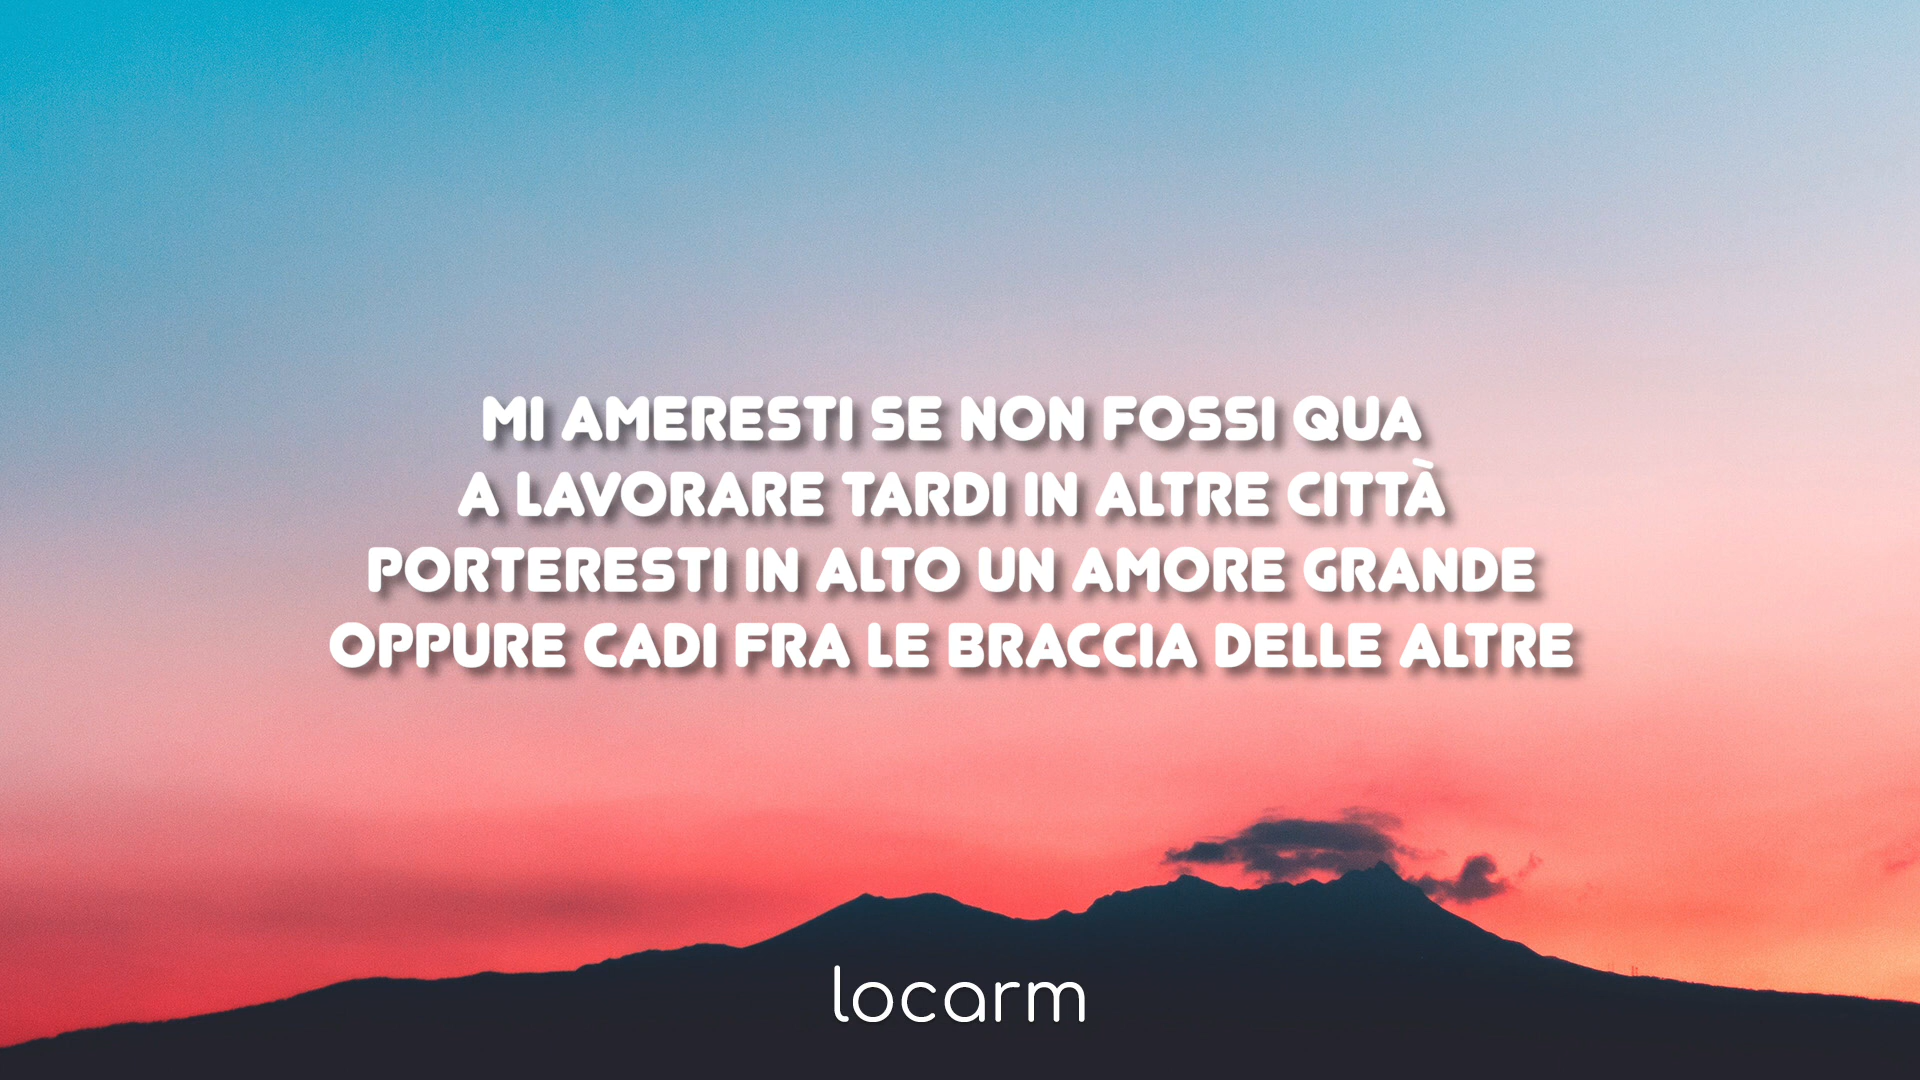 MI AMERESTI SE NON FOSSI QUA
A LAVORARE TARDI IN ALTRE CITTÀ
PORTERESTI IN ALTO UN AMORE GRANDE
OPPURE CADI FRA LE BRACCIA DELLE ALTRE
locarm